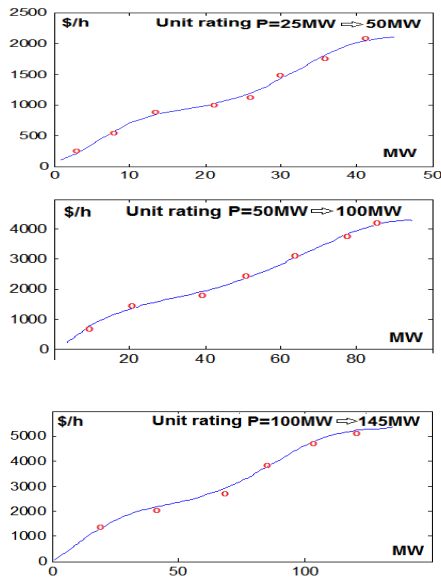 2500
$/h Unit rating P=25MW⇨50MW
2000
1500
1000
500
MW
0
0 10 20 30 40 50
$/h Unit rating P=50MW⇨100MW
4000
3000
2000
1000
0
MW
20 40 60 80
$/h Unit rating P=100MW⇨145MW
5000
4000
3000
2000
1000
MW
0
0 50 100